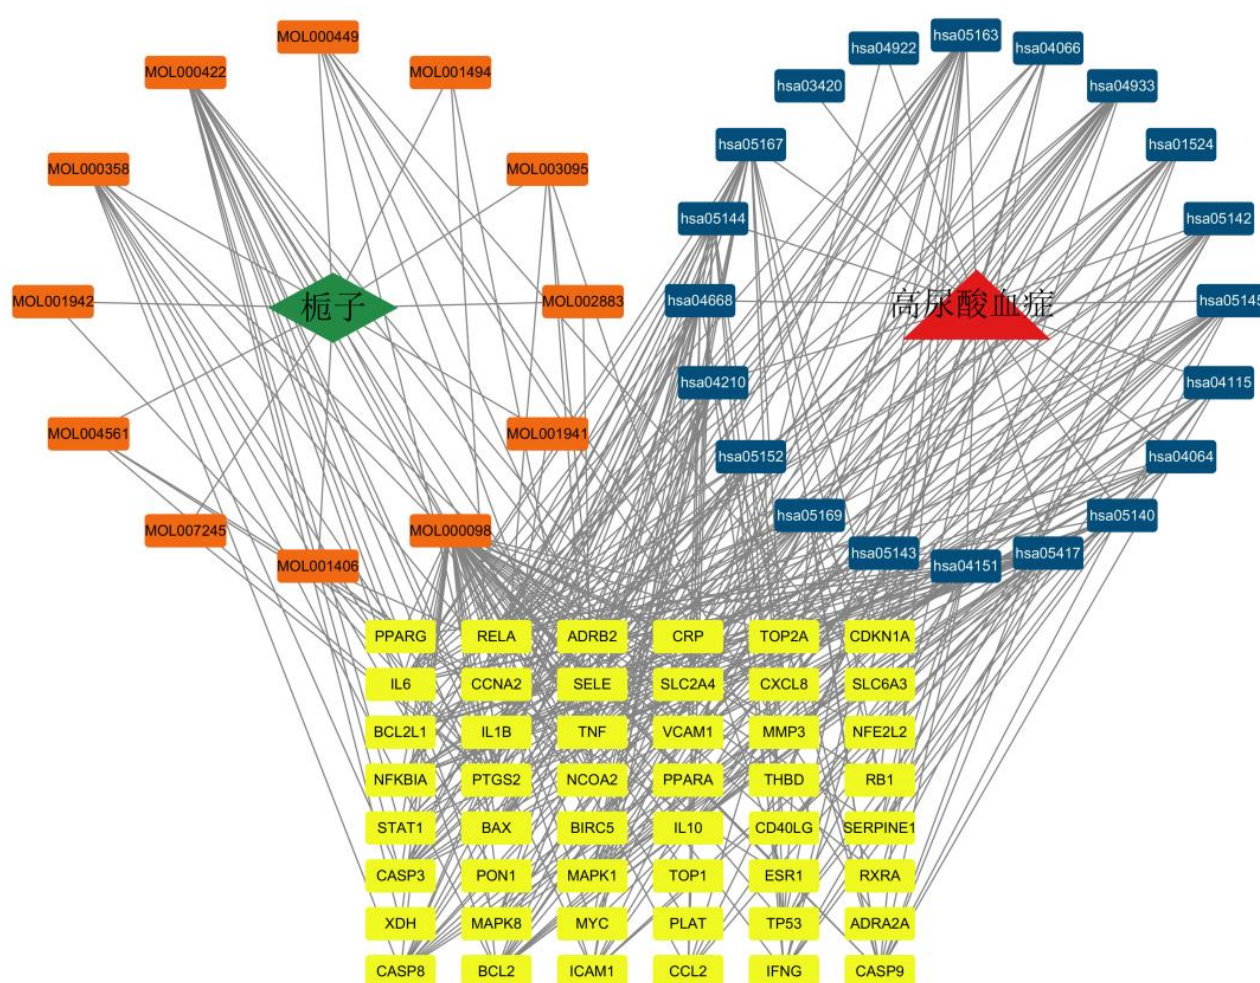 MOL000449
MOL000422
MOL001494
MOL000358
MOL003095
MOL001942
栀子
MOL002883
MOL004561
MOL001941
MOL007245
MOL000098
MOL001406
hsa05163
hsa04922
hsa04066
hsa03420
hsa04933
hsa05167
hsa01524
hsa05144
hsa05142
hsa04668
高尿酸血症
hsa05145
hsa04210
hsa04115
hsa05152
hsa04064
hsa05169
hsa05140
hsa05143
hsa04151
hsa05417
PPARG RELA ADRB2 CRP TOP2A CDKN1A
IL6 CCNA2 SELE SLC2A4 CXCL8 SLC6A3
BCL2L1 IL1B TNF VCAM1 MMP3 NFE2L2
NFKBIA PTGS2 NCOA2 PPARA THBD RB1
STAT1 BAX BIRC5 IL10 CD40LG SERPINE1
CASP3 PON1 MAPK1 TOP1 ESR1 RXRA
XDH MAPK8 MYC PLAT TP53 ADRA2A
CASP8 BCL2 ICAM1 CCL2 IFNG CASP9